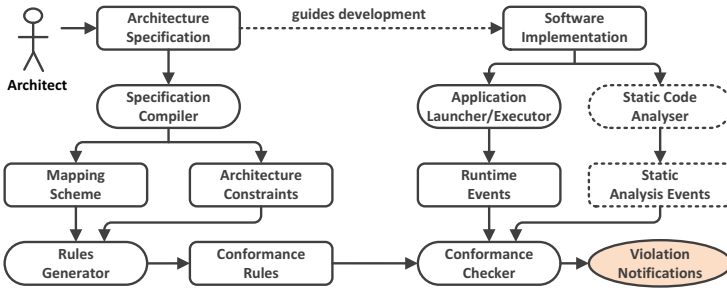 Architect
Architecture
Specification
guides development
Software
Implementation
Specification
Compiler
Application
Launcher/Executor
Static Code
Analyser
Mapping
Scheme
Architecture
Constraints
Runtime
Events
Static
Analysis Events
Rules
Generator
Conformance
Rules
Conformance
Checker
Violation
Notifications